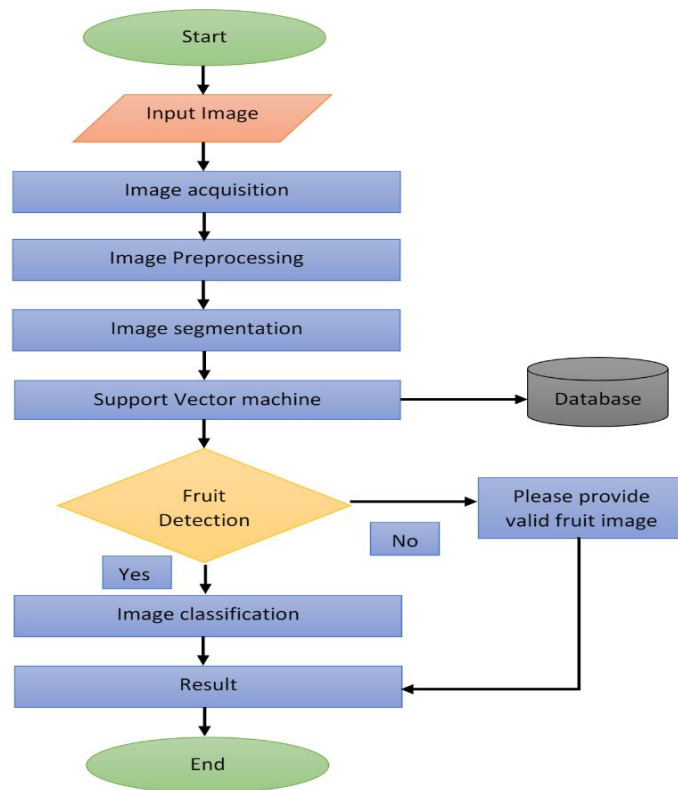 Start
Input Image
Image acquisition
Image Preprocessing
Image segmentation
Support Vector machine
Database
Fruit
Detection
Please provide
valid fruit image
No
Yes
Image classification
Result
End